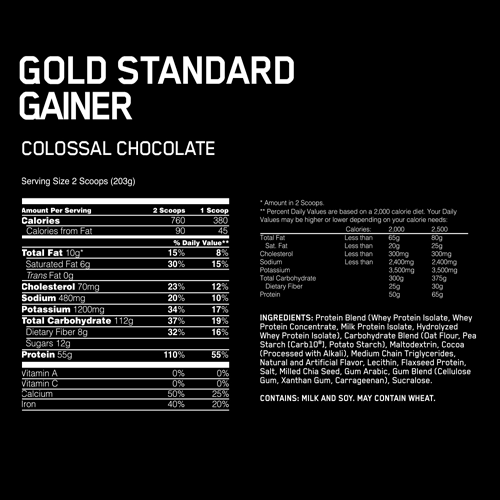 GOLD STANDARD
GAINER
COLOSSAL CHOCOLATE
Serving Size 2 Scoops (203g)
Amount Per Serving 2 Scoops 1 Scoop
Calories 760 380
Calories from Fat 90 45
% Daily Value**
Total Fat 10g* 15% 8%
Saturated Fat 6g 30% 15%
Trans Fat 0g
Cholesterol 70mg 23% 12%
Sodium 480mg 20% 10%
Potassium 1200mg 34% 17%
Total Carbohydrate 112g 37% 19%
Dietary Fiber 8g 32% 16%
Sugars 12g
Protein 55g 110% 55%
Vitamin A 0% 0%
Vitamin C 0% 0%
Calcium 50% 25%
Iron 40% 20%
* Amount in 2 Scoops.
** Percent Daily Values are based on a 2,000 calorie diet. Your Daily
Values may be higher or lower depending on your calorie needs:
Calories: 2,000 2,500
Total Fat Less than 65g 80g
Sat. Fat Less than 20g 25g
Cholesterol Less than 300mg 300mg
Sodium Less than 2,400mg 2,400mg
Potassium 3,500mg 3,500mg
Total Carbohydrate 300g 375g
Dietary Fiber 25g 30g
Protein 50g 65g
INGREDIENTS: Protein Blend (Whey Protein Isolate, Whey
Protein Concentrate, Milk Protein Isolate, Hydrolyzed
Whey Protein Isolate), Carbohydrate Blend (Oat Flour, Pea
Starch (Carb10®), Potato Starch), Maltodextrin, Cocoa
(Processed with Alkali), Medium Chain Triglycerides,
Natural and Artificial Flavor, Lecithin, Flaxseed Protein,
Salt, Milled Chia Seed, Gum Arabic, Gum Blend (Cellulose
Gum, Xanthan Gum, Carrageenan), Sucralose.
CONTAINS: MILK AND SOY. MAY CONTAIN WHEAT.